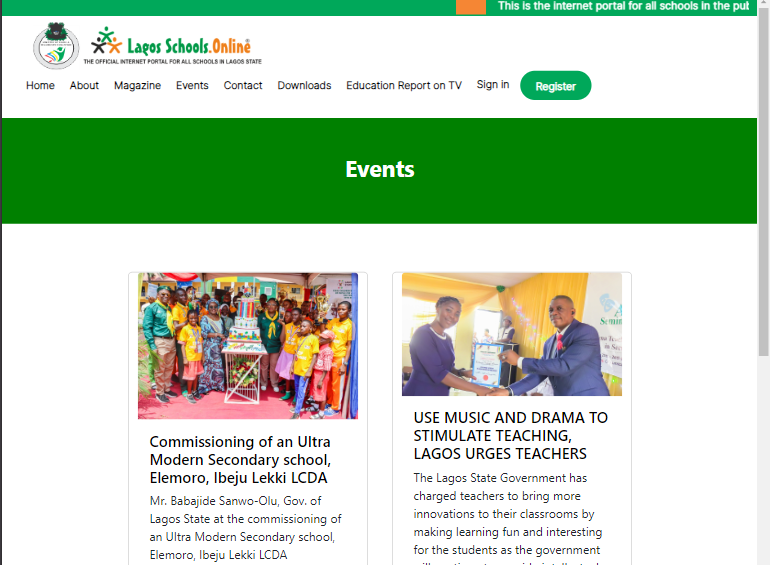 This is the internet portal for all schools in the pub
Lagos Schools.Online
THE OFFICIAL INTERNET PORTAL FOR ALL SCHOOLS IN LAGOS STATE
Home About Magazine Events Contact Downloads Education Report on TV Sign in Register
Events
Commissioning of an Ultra
Modern Secondary school,
Elemoro, Ibeju Lekki LCDA
Mr. Babajide Sanwo-Olu, Gov. of
Lagos State at the commissioning of
an Ultra Modern Secondary school,
Elemoro, Ibeju Lekki LCDA
USE MUSIC AND DRAMA TO
STIMULATE TEACHING,
LAGOS URGES TEACHERS
The Lagos State Government has
charged teachers to bring more
innovations to their classrooms by
making learning fun and interesting
for the students as the government